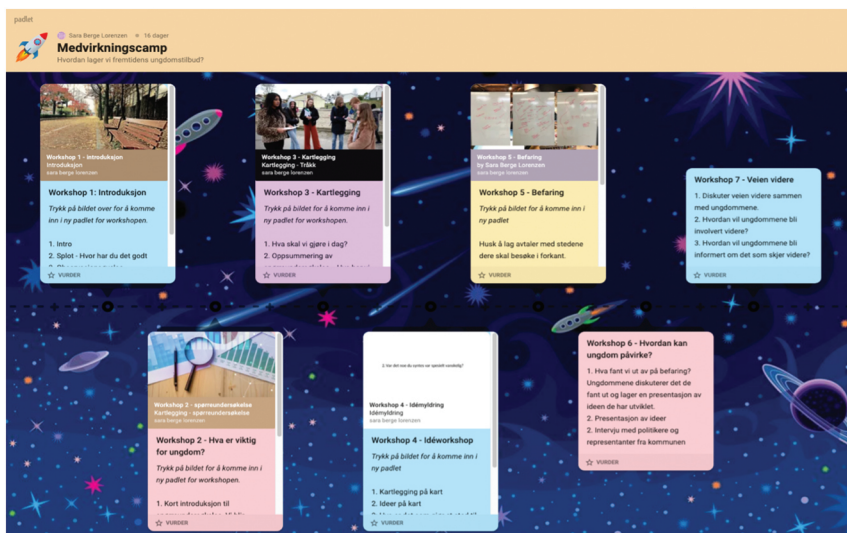 padlet
Sara Berge Lorenzen 16 dager
Medvirkningscamp
Hvordan lager vi fremtidens ungdomstilbud?
Workshop 1 - introduksjon
Introduksjon
sara berge lorenzen
Workshop 1: Introduksjon
Trykk på bildet over for å komme
inn i ny padlet for workshopen.
1. Intro
2. Splot - Hvor har du det godt
VURDER
Workshop 3 - Kartlegging
Kartlegging - Tråkk
sara berge lorenzen
Workshop 3 - Kartlegging
Trykk på bildet for å komme inn i
ny padlet for workshopen.
1. Hva skal vi gjøre i dag?
2. Oppsummering av
VURDER
Workshop 5 - Befaring
by Sara Berge Lorenzen
Workshop 5 - Befaring
Trykk på bildet for å komme inn i
ny padlet
Husk å lag avtaler med stedene
dere skal besøke i forkant.
VURDER
Workshop 7 - Veien videre
1. Diskuter veien videre sammen
med ungdommene.
2. Hvordan vil ungdommene bli
involvert videre?
3. Hvordan vil ungdommene bli
informert om det som skjer videre?
VURDER
Workshop 2 - spørreundersøkelse
Kartlegging - spørreundersøkelse
sara berge lorenzen
Workshop 2 - Hva er viktig
for ungdom?
Trykk på bildet for å komme inn i
ny padlet for workshopen.
1. Kort introduksjon til
VURDER
Workshop 4 - Idémyldring
Idémyldring
sara berge lorenzen
Workshop 4 - Idéworkshop
Trykk på bildet for å komme inn i
ny padlet
1. Kartlegging på kart
2. Ideer på kart
VURDER
Workshop 6 - Hvordan kan
ungdom påvirke?
1. Hva fant vi ut av på befaring?
Ungdommene diskuterer det de
fant ut og lager en presentasjon av
ideen de har utviklet.
2. Presentasjon av ideer
2. Intervju med politikere og
representanter fra kommunen
VURDER